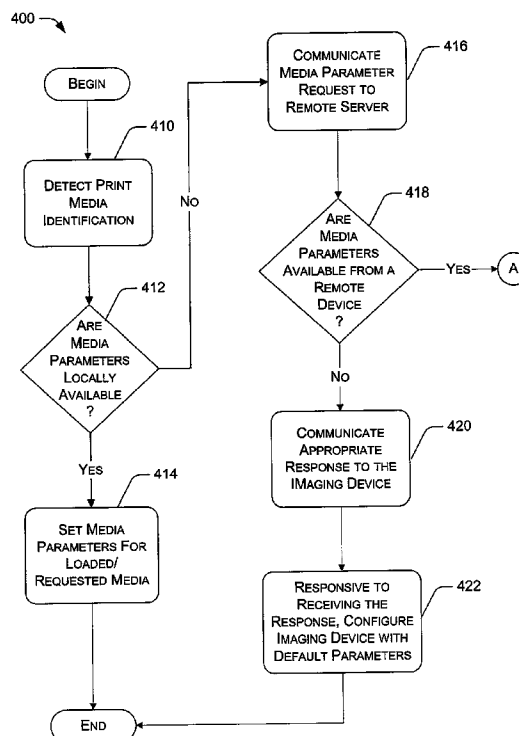 400
BEGIN
410
DETECT PRINT
MEDIA
IDENTIFICATION
412
ARE
MEDIA
PARAMETERS
LOCALLY
AVAILABLE
?
NO
YES
414
SET MEDIA
PARAMETERS FOR
LOADED/
REQUESTED MEDIA
END
416
COMMUNICATE
MEDIA PARAMETER
REQUEST TO
REMOTE SERVER
418
ARE
MEDIA
PARAMETERS
AVAILABLE FROM A
REMOTE
DEVICE
?
YES
A
NO
420
COMMUNICATE
APPROPRIATE
RESPONSE TO THE
IMAGING DEVICE
422
RESPONSIVE TO
RECEIVING THE
RESPONSE, CONFIGURE
IMAGING DEVICE WITH
DEFAULT PARAMETERS